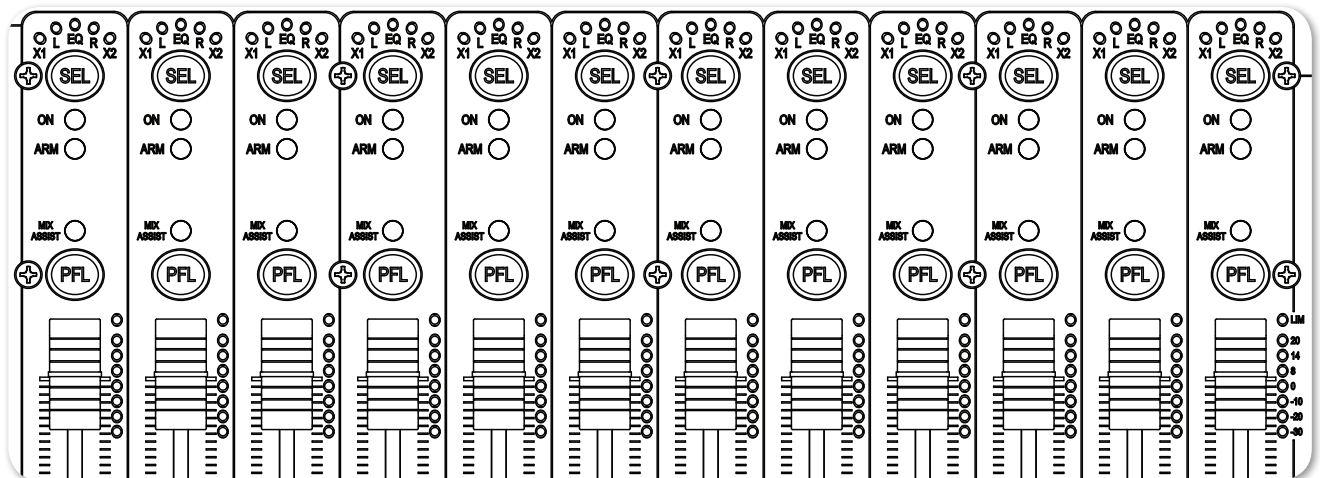 X1 L EQ R X2 X1 L EQ R X2 X1 L EQ R X2 X1 L EQ R X2 X1 L EQ R X2 X1 L EQ R X2 X1 L EQ R X2 X1 L EQ R X2 X1 L EQ R X2 X1 L EQ R X2 X1 L EQ R X2 X1 L EQ R X2
SEL SEL SEL SEL SEL SEL SEL SEL SEL SEL SEL SEL
ON ON ON ON ON ON ON ON ON ON ON ON
ARM ARM ARM ARM ARM ARM ARM ARM ARM ARM ARM ARM
MIX MIX MIX MIX MIX MIX MIX MIX MIX MIX MIX MIX
ASSIST ASSIST ASSIST ASSIST ASSIST ASSIST ASSIST ASSIST ASSIST ASSIST ASSIST ASSIST
PFL PFL PFL PFL PFL PFL PFL PFL PFL PFL PFL PFL
LIM
20
14
8
0
-10
-20
-30